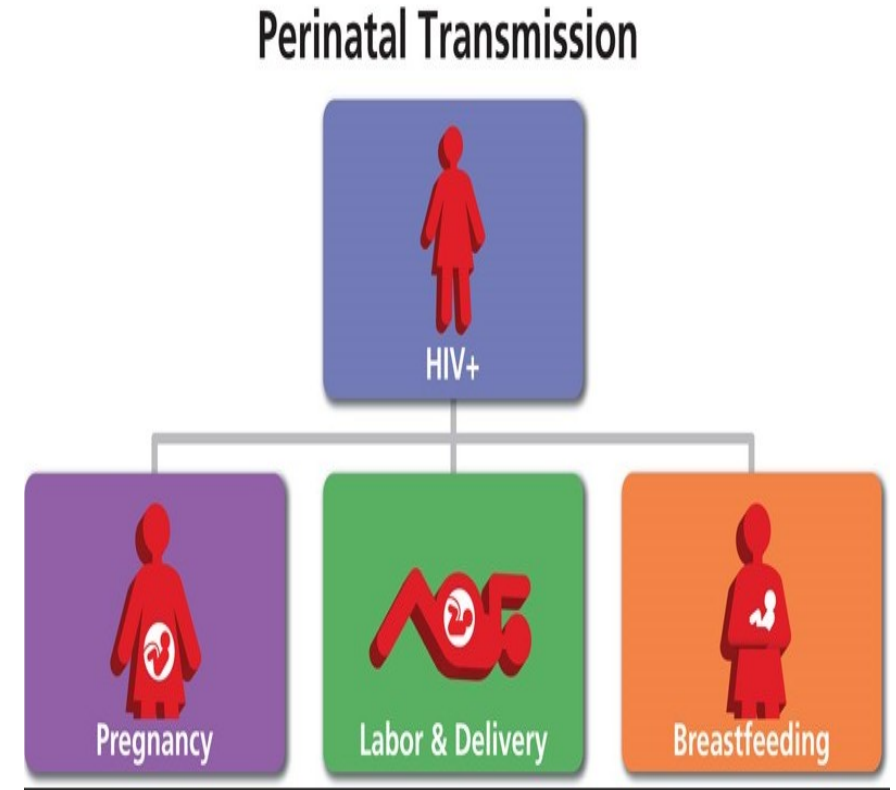 Perinatal Transmission
HIV+
Pregnancy
Labor & Delivery
Breastfeeding